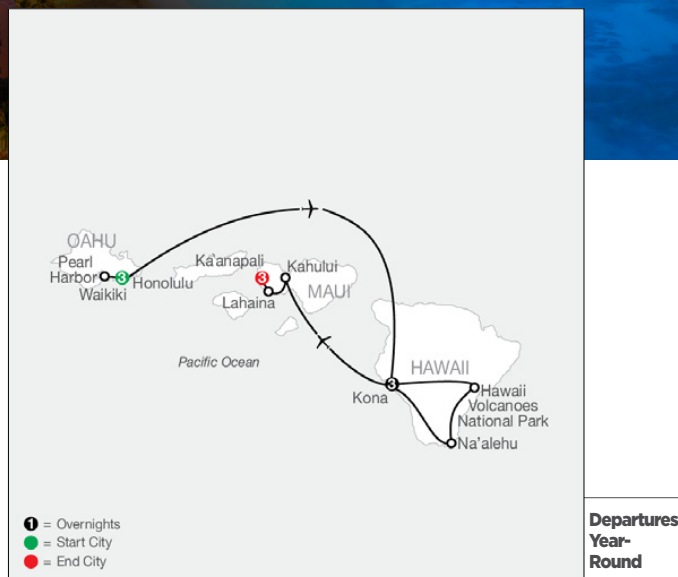 OAHU
Pearl
Harbor
3
Honolulu
Waikiki
Ka'anapali
3
Kahului
Lahaina
MAUI
Pacific Ocean
HAWAII
3
Kona
Hawaii
Volcanoes
National Park
Na'alehu
1 = Overnights
= Start City
= End City
Departures
Year-
Round